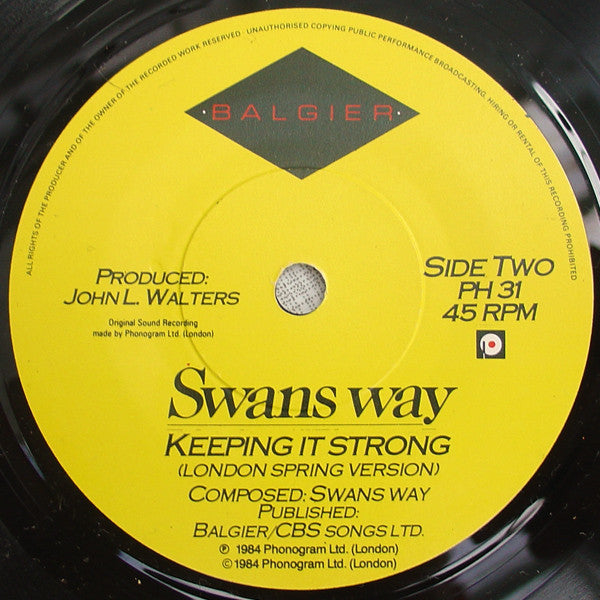 ALL RIGHTS OF THE PRODUCER AND OF THE OWNER OF THE RECORDED WORK RESERVED UNAUTHORISED COPYING PUBLIC PERFORMANCE BROADCASTING, HIRING OR RENTAL OF THIS RECORDING PROHIBITED
BALGIER
PRODUCED:
JOHN L. WALTERS
Original Sound Recording
made by Phonogram Ltd. (London)
SIDE TWO
PH 31
45 RPM
Swans way
KEEPING IT STRONG
(LONDON SPRING VERSION)
COMPOSED: SWANS WAY
PUBLISHED:
BALGIER/CBS SONGS LTD.
℗ 1984 Phonogram Ltd. (London)
© 1984 Phonogram Ltd. (London)